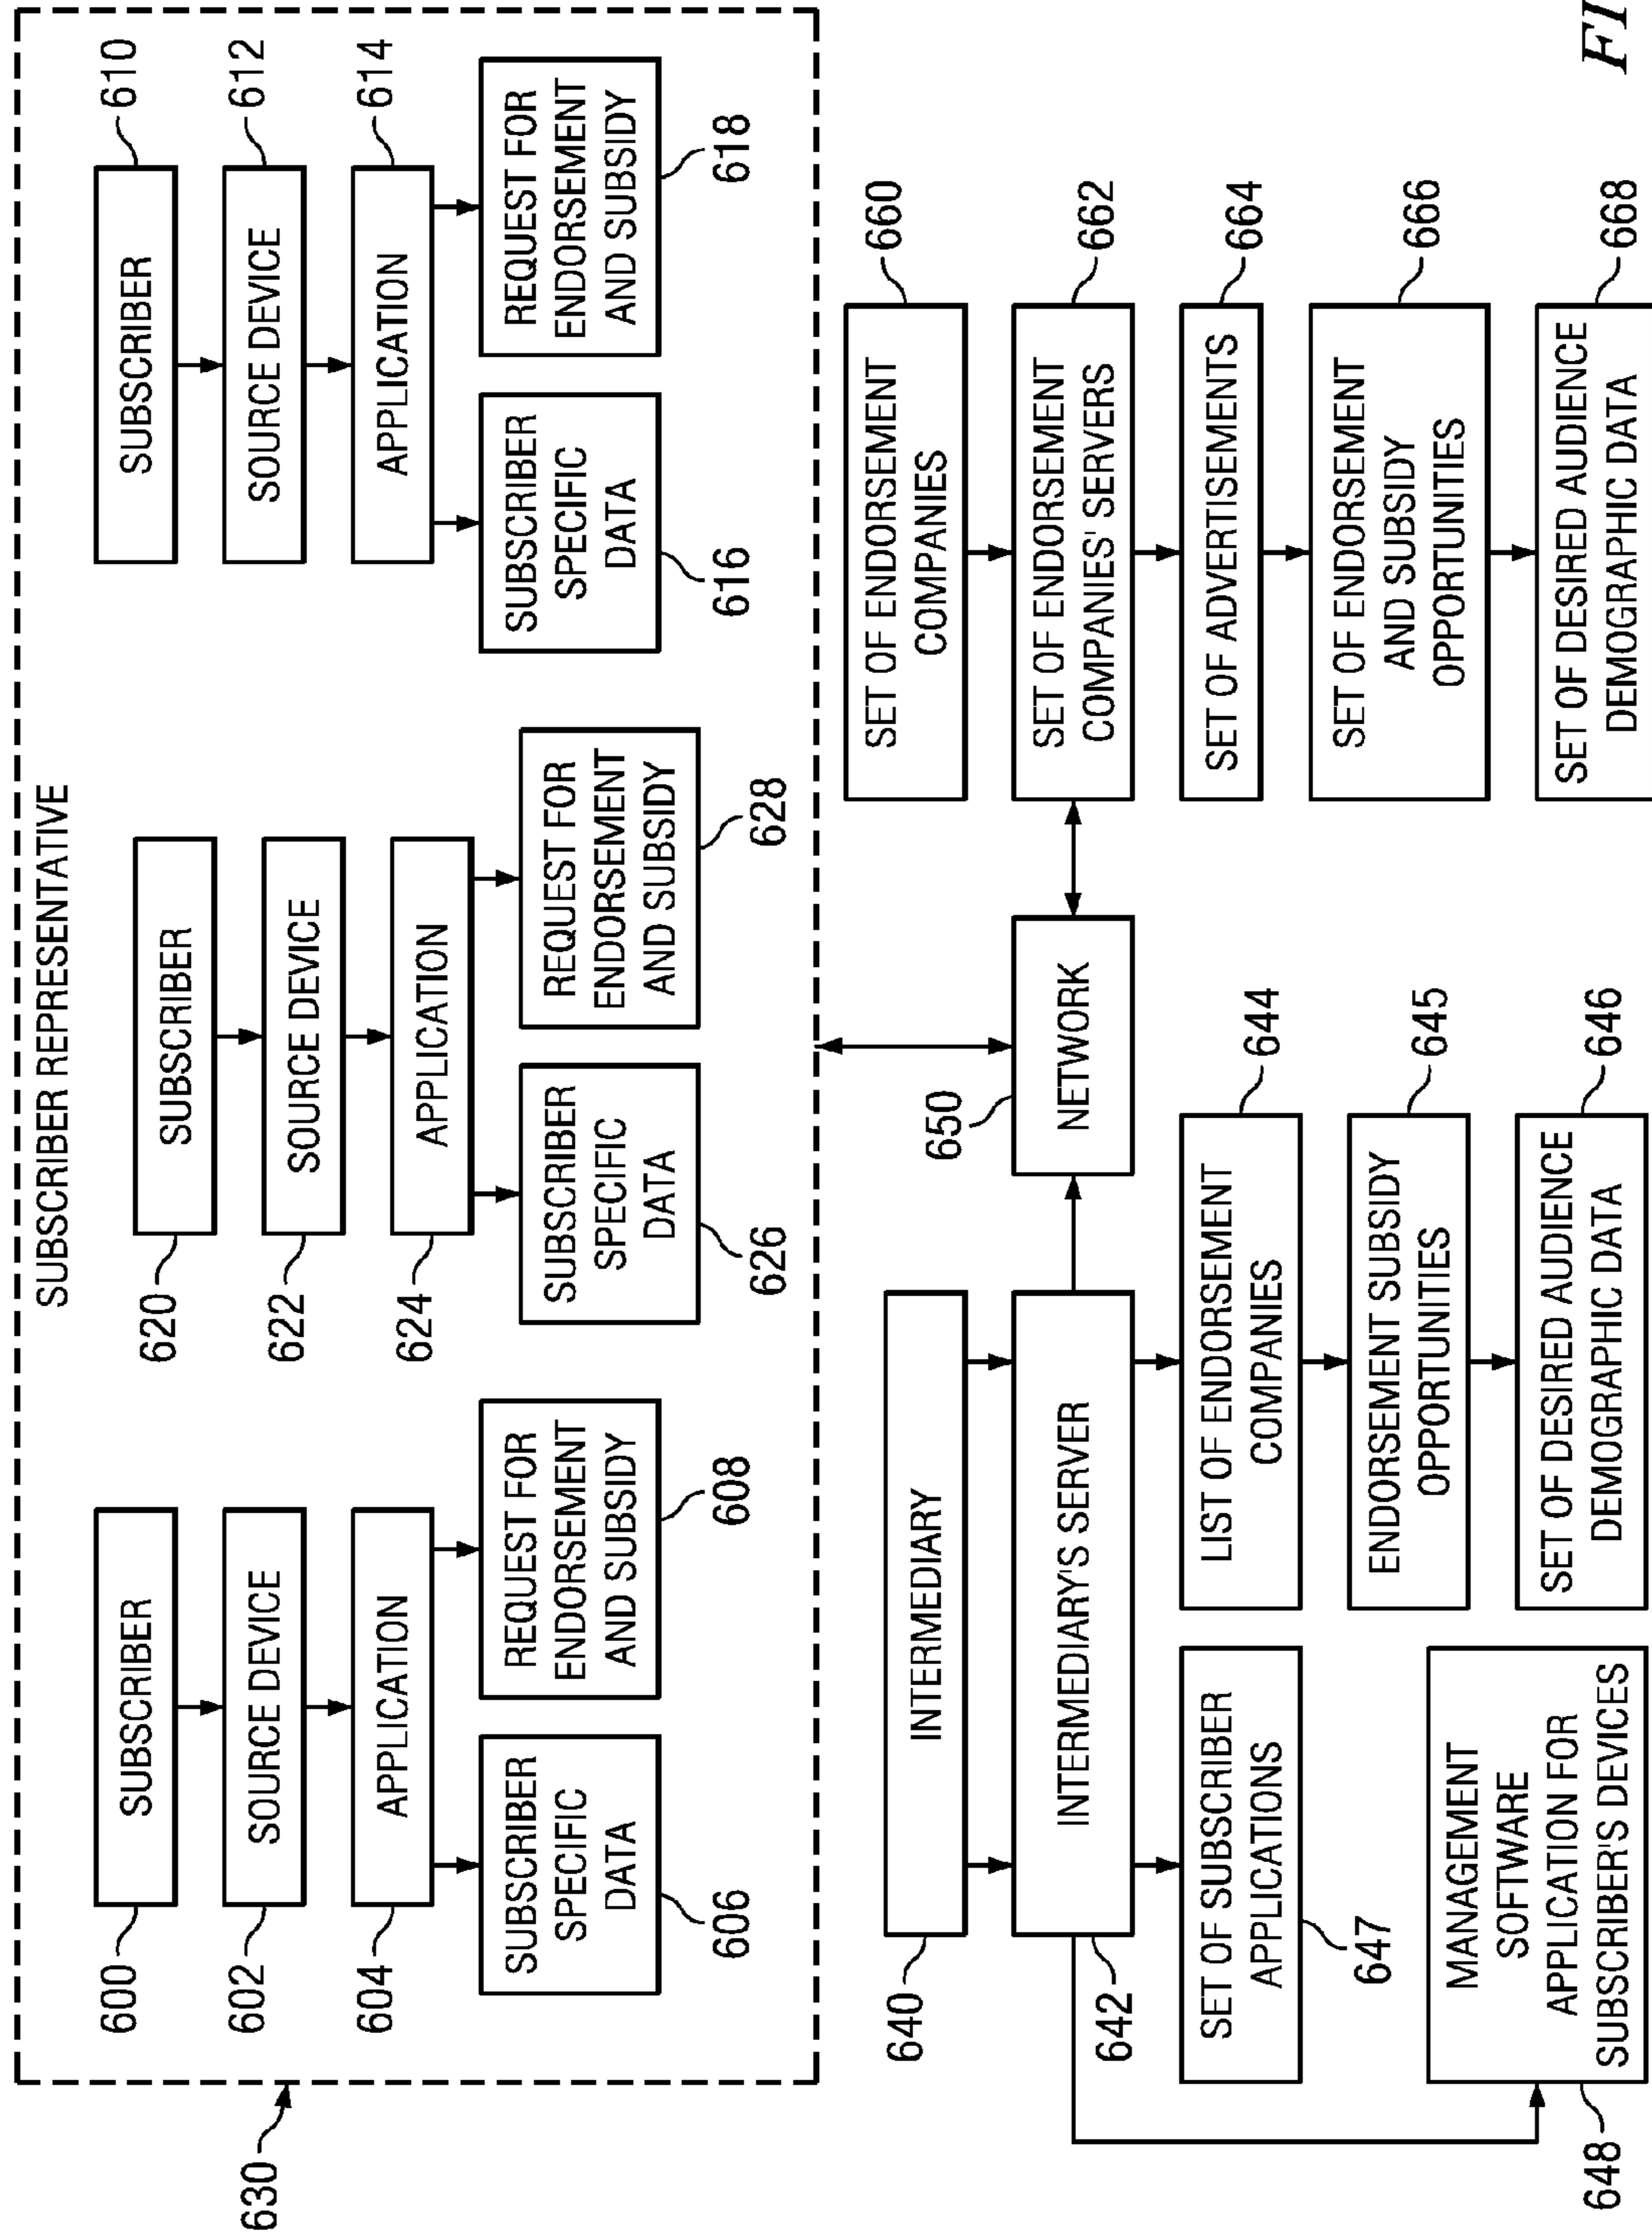 SUBSCRIBER REPRESENTATIVE
630
600
SUBSCRIBER
602
SOURCE DEVICE
604
APPLICATION
SUBSCRIBER
SPECIFIC
DATA
606
REQUEST FOR
ENDORSEMENT
AND SUBSIDY
608
620
SUBSCRIBER
622
SOURCE DEVICE
624
APPLICATION
SUBSCRIBER
SPECIFIC
DATA
626
REQUEST FOR
ENDORSEMENT
AND SUBSIDY
628
SUBSCRIBER
610
SOURCE DEVICE
612
APPLICATION
614
SUBSCRIBER
SPECIFIC
DATA
616
REQUEST FOR
ENDORSEMENT
AND SUBSIDY
618
640
INTERMEDIARY
642
INTERMEDIARY'S SERVER
SET OF SUBSCRIBER
APPLICATIONS
647
MANAGEMENT
SOFTWARE
APPLICATION FOR
SUBSCRIBER'S DEVICES
648
LIST OF ENDORSEMENT
COMPANIES
644
ENDORSEMENT SUBSIDY
OPPORTUNITIES
645
SET OF DESIRED AUDIENCE
DEMOGRAPHIC DATA
646
650
NETWORK
SET OF ENDORSEMENT
COMPANIES
660
SET OF ENDORSEMENT
COMPANIES' SERVERS
662
SET OF ADVERTISEMENTS
664
SET OF ENDORSEMENT
AND SUBSIDY
OPPORTUNITIES
666
SET OF DESIRED AUDIENCE
DEMOGRAPHIC DATA
668
FI